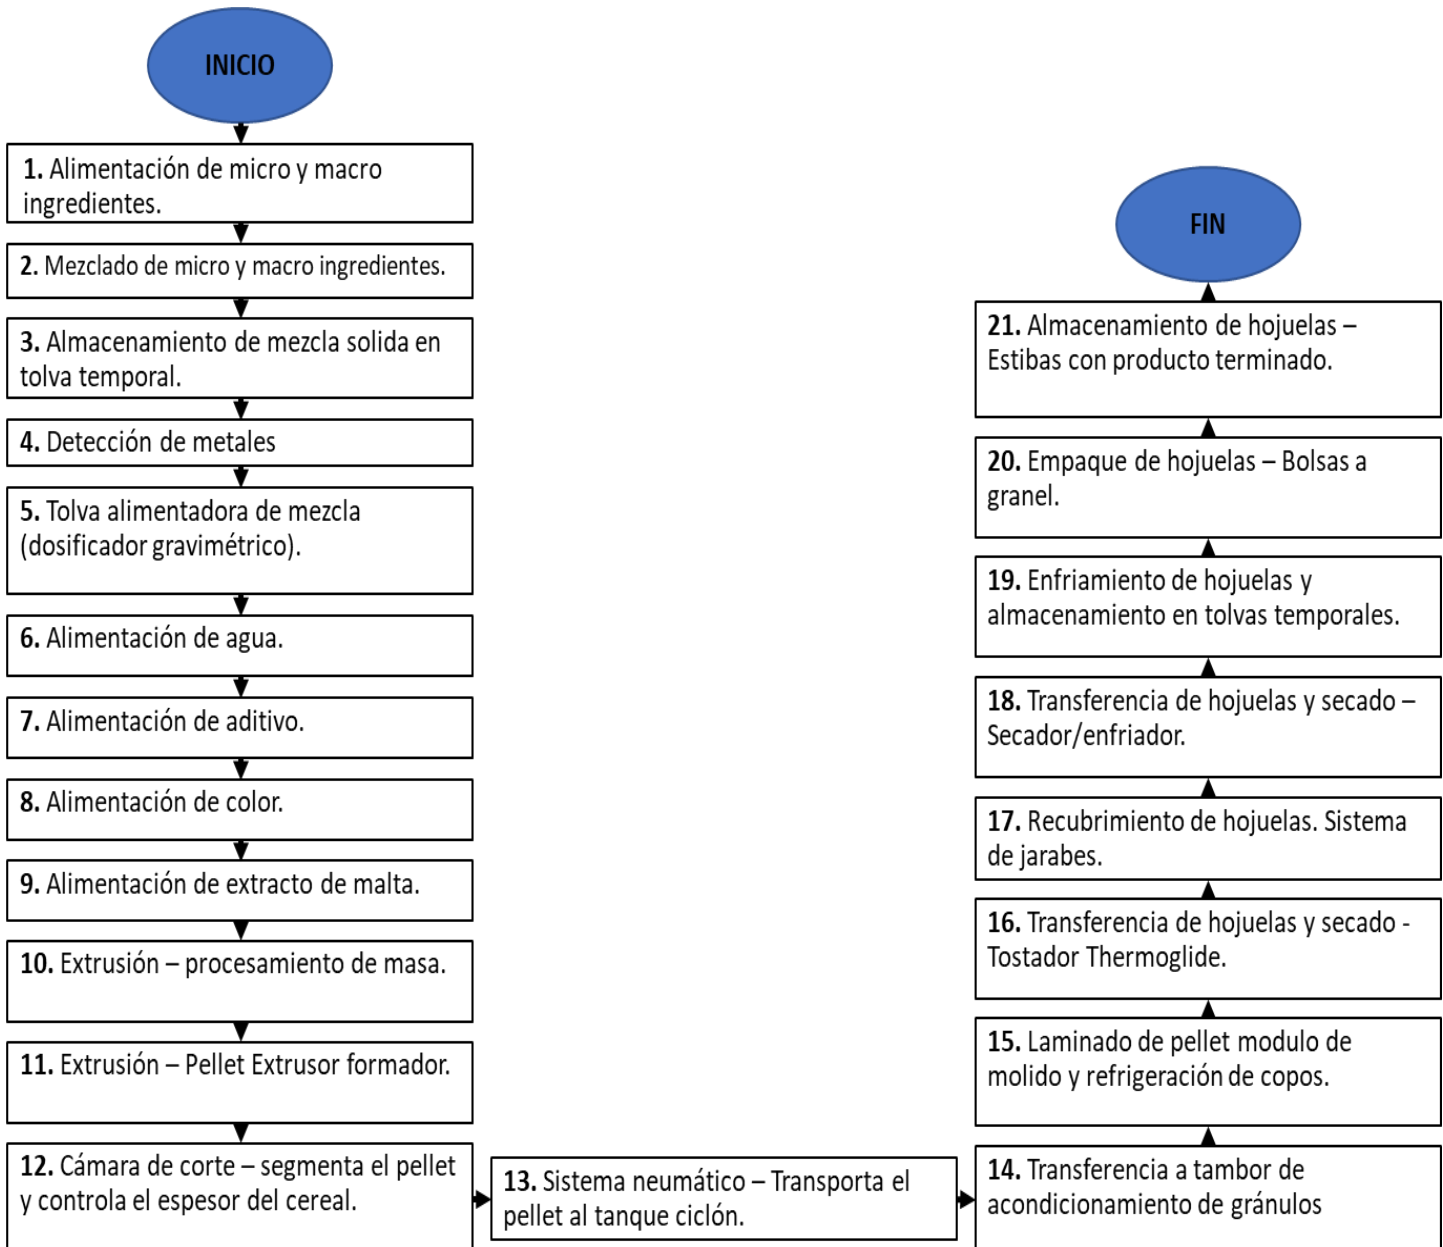 INICIO
1. Alimentación de micro y macro
ingredientes.
2. Mezclado de micro y macro ingredientes.
3. Almacenamiento de mezcla solida en
tolva temporal.
4. Detección de metales
5. Tolva alimentadora de mezcla
(dosificador gravimétrico).
6. Alimentación de agua.
7. Alimentación de aditivo.
8. Alimentación de color.
9. Alimentación de extracto de malta.
10. Extrusión – procesamiento de masa.
11. Extrusión – Pellet Extrusor formador.
12. Cámara de corte – segmenta el pellet
y controla el espesor del cereal.
13. Sistema neumático – Transporta el
pellet al tanque ciclón.
14. Transferencia a tambor de
acondicionamiento de gránulos
15. Laminado de pellet modulo de
molido y refrigeración de copos.
16. Transferencia de hojuelas y secado -
Tostador Thermoglide.
17. Recubrimiento de hojuelas. Sistema
de jarabes.
18. Transferencia de hojuelas y secado –
Secador/enfriador.
19. Enfriamiento de hojuelas y
almacenamiento en tolvas temporales.
20. Empaque de hojuelas – Bolsas a
granel.
21. Almacenamiento de hojuelas –
Estibas con producto terminado.
FIN